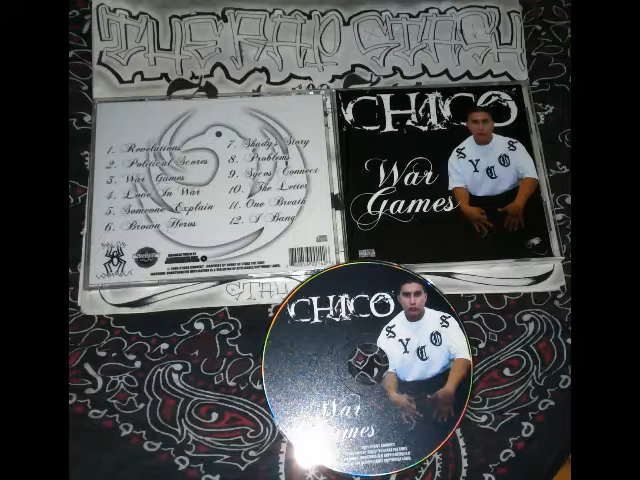 THE RAP STASH
1. Revelations
2. Political Scores
3. War Games
4. Love In War
5. Someone Explain
6. Brown Heros
7. Shady's Story
8. Problems
9. Sycos Connect
10. The Letter
11. One Breath
12. I Bang
CHICO
War
Games
SYCOS
CHICO
SYCOS
War
Games